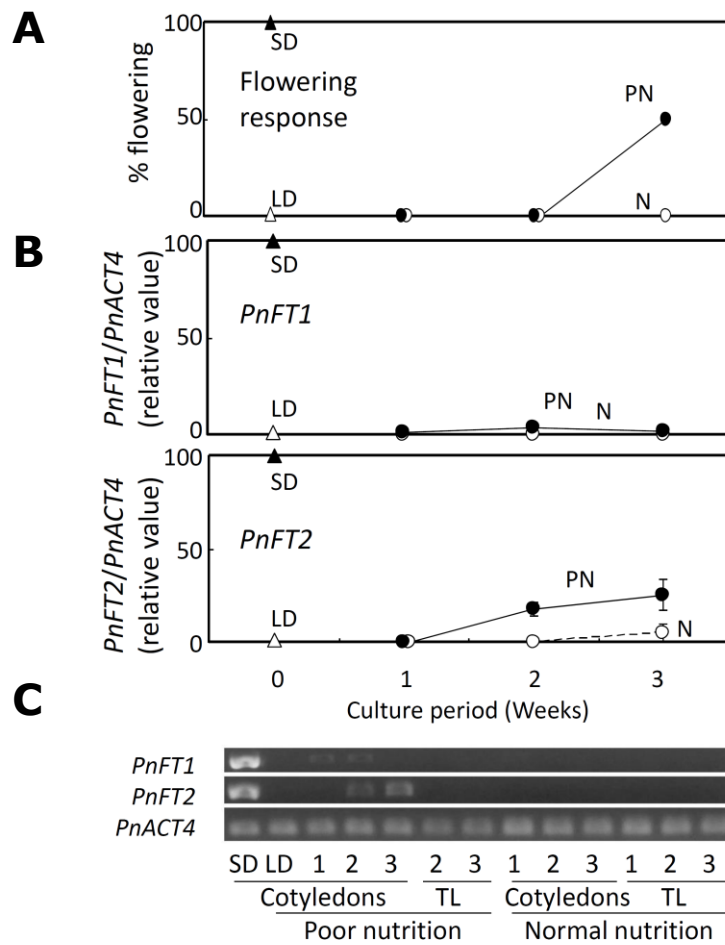 A
100
SD
Flowering
response
PN
50
% flowering
LD
N
0
B
100
SD
PnFT1
PnFT1/PnACT4
(relative value)
50
LD
PN
N
0
100
SD
PnFT2
PnFT2/PnACT4
(relative value)
50
PN
LD
N
0
0 1 2 3
Culture period (Weeks)
C
PnFT1
PnFT2
PnACT4
SD LD 1 2 3 2 3 1 2 3 1 2 3
Cotyledons TL Cotyledons TL
Poor nutrition Normal nutrition